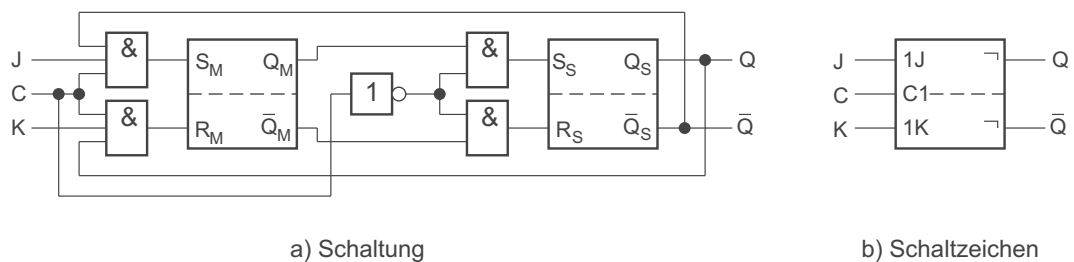 J
C
K
&
&
S_M Q_M
R_M Q̅_M
1
&
&
S_S Q_S
R_S Q̅_S
Q
Q̅
a) Schaltung
J
C
K
1J ¬
C1
1K ¬
Q
Q̅
b) Schaltzeichen